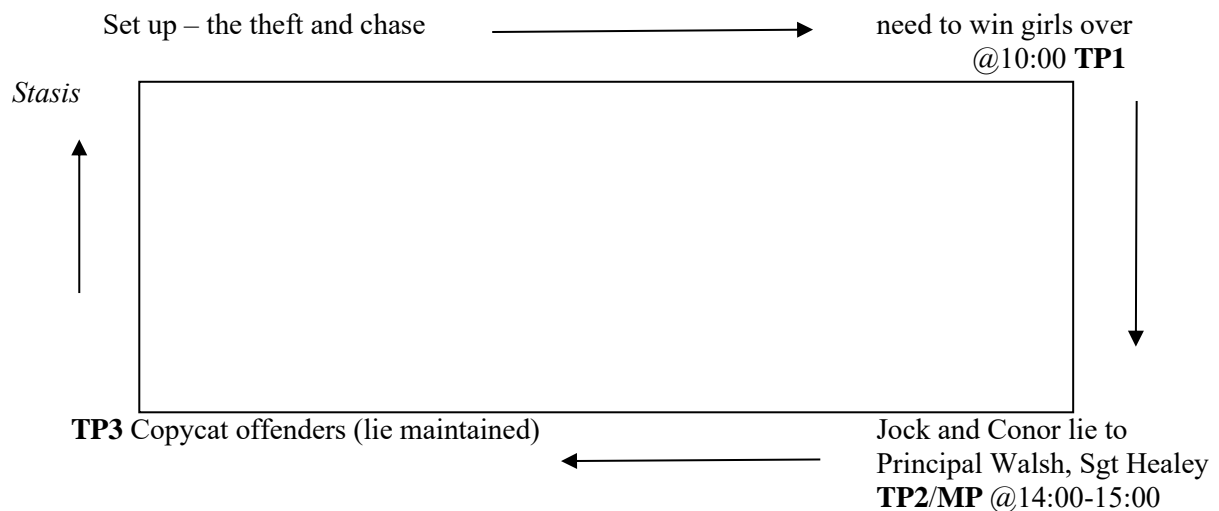 Set up – the theft and chase
need to win girls over
@10:00 TP1
Stasis
TP3 Copycat offenders (lie maintained)
Jock and Conor lie to
Principal Walsh, Sgt Healey
TP2/MP @14:00-15:00